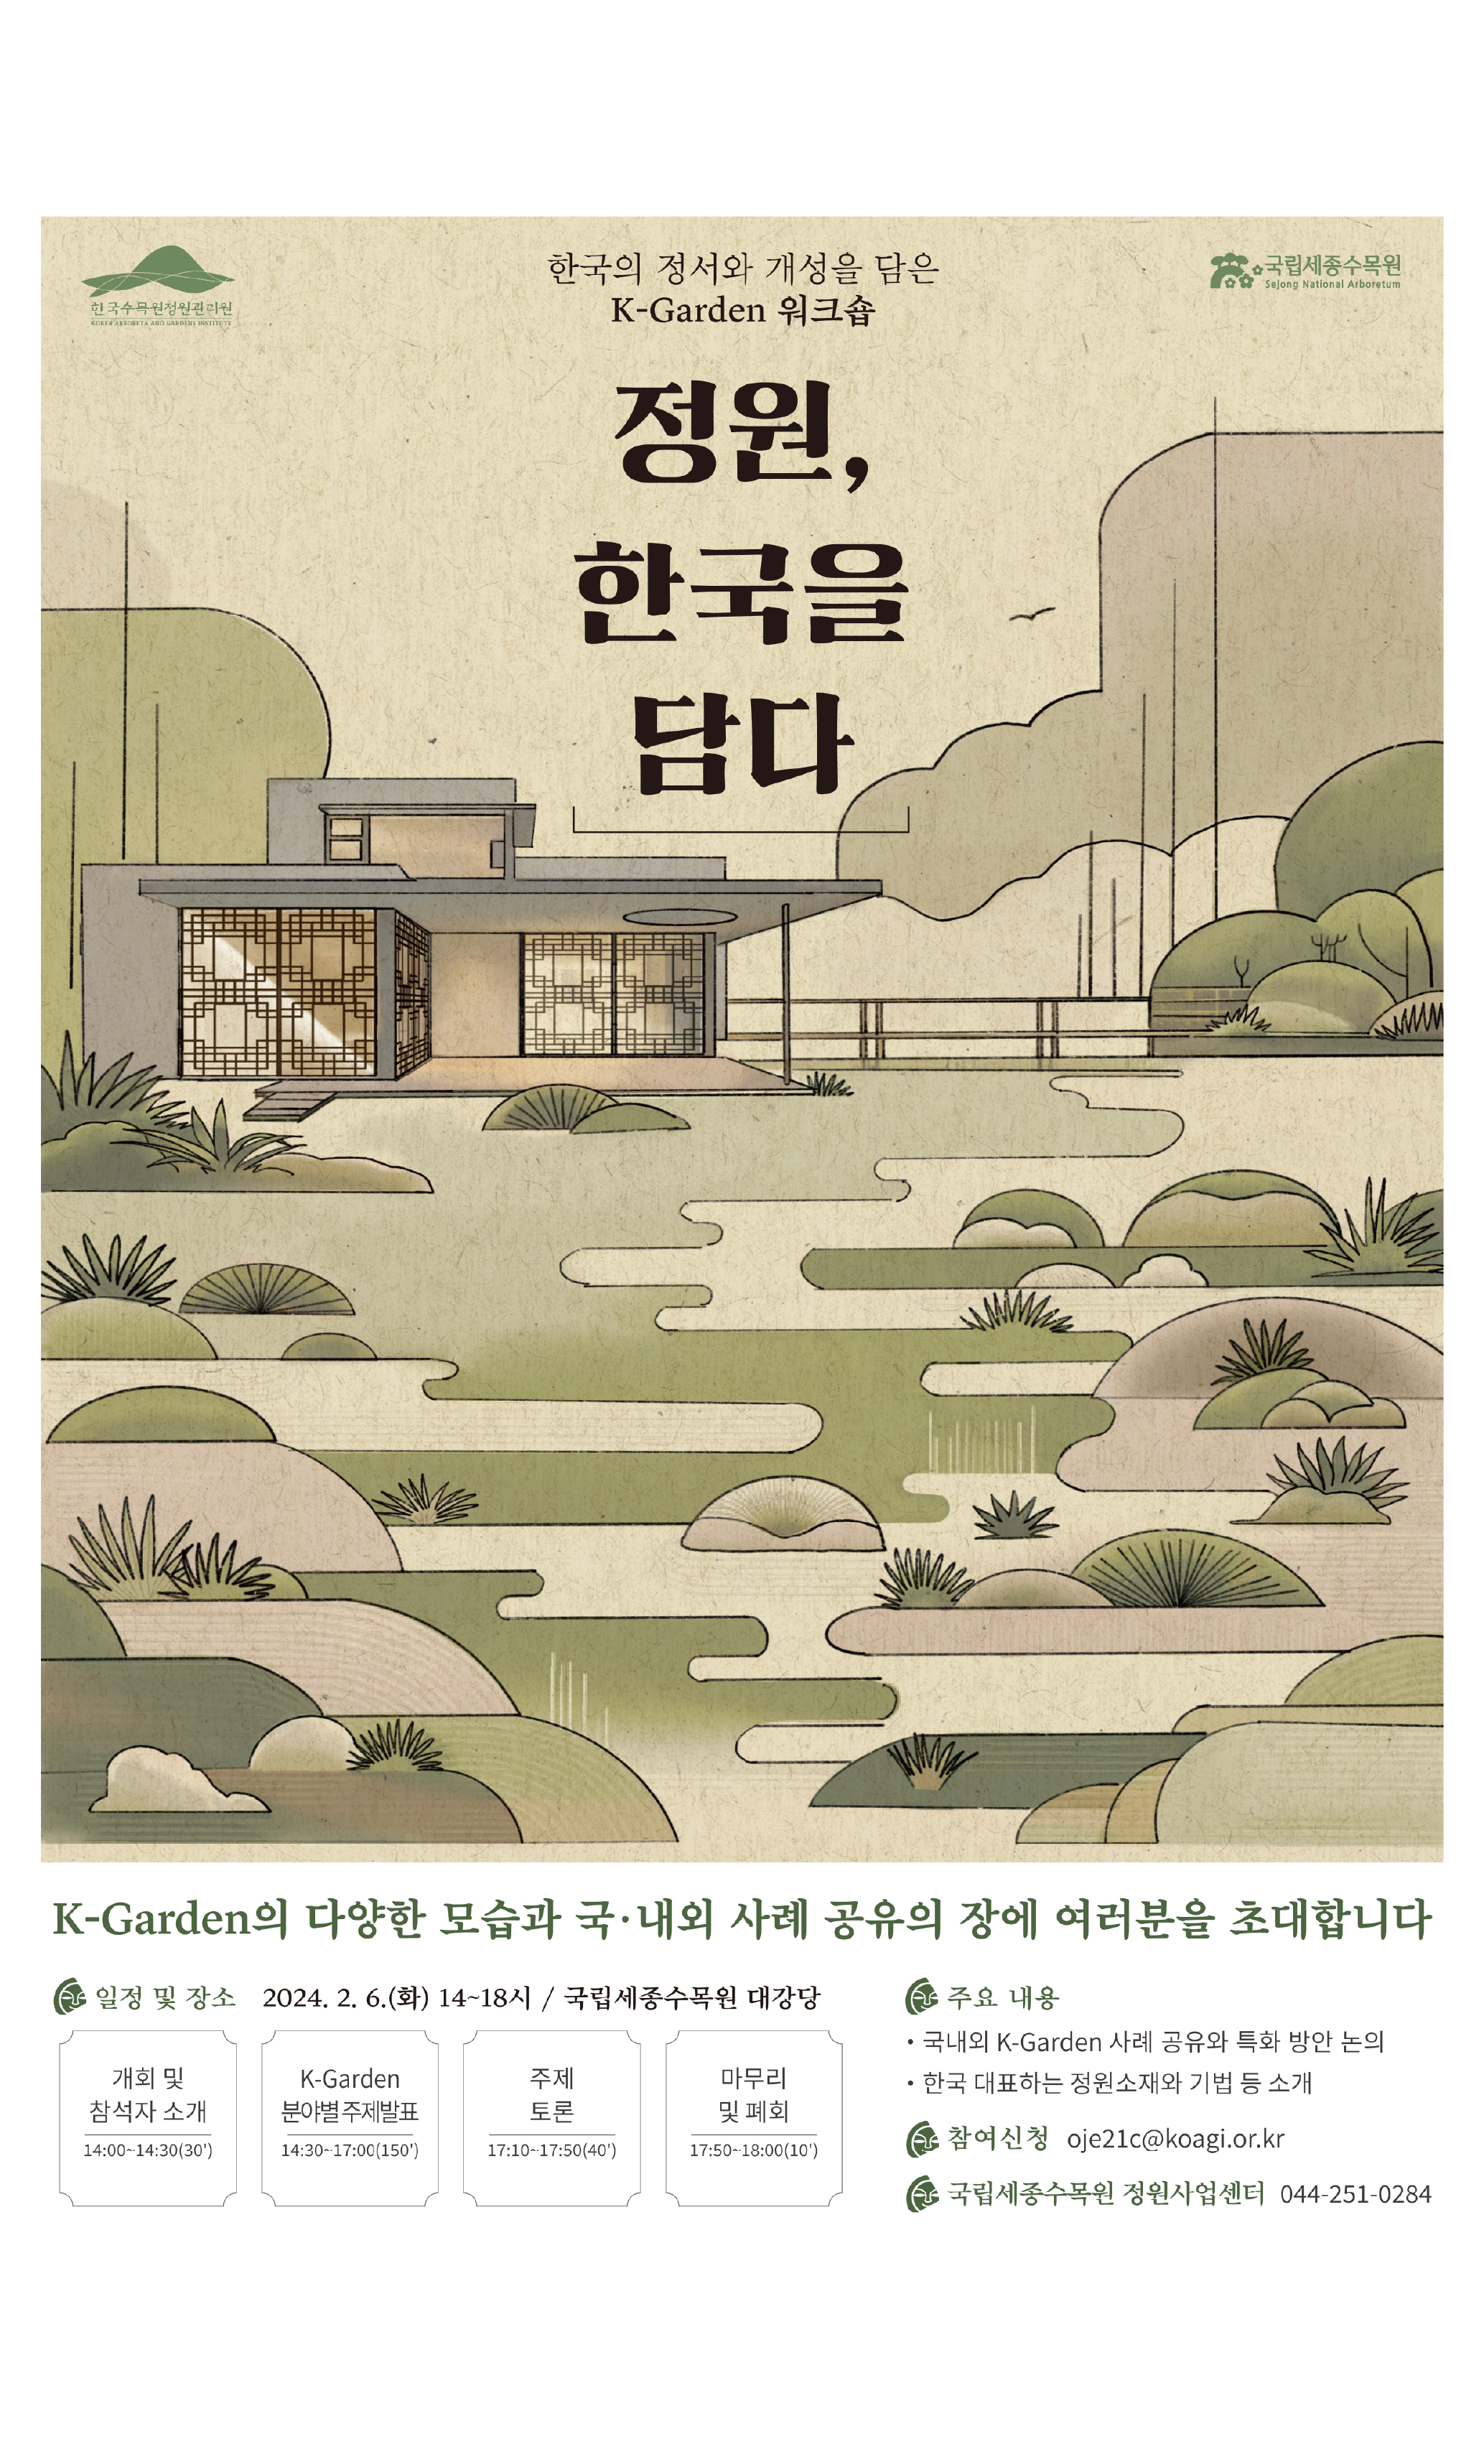 한국수목원정원관리원
KOREA ARBORETA AND GARDENS INSTITUTE
한국의 정서와 개성을 담은
K-Garden 워크숍
국립세종수목원
Sejong National Arboretum
정원,
한국을
담다
K-Garden의 다양한 모습과 국·내외 사례 공유의 장에 여러분을 초대합니다
일정 및 장소 2024. 2. 6.(화) 14~18시 / 국립세종수목원 대강당
개회 및
참석자 소개
14:00~14:30(30')
K-Garden
분야별 주제발표
14:30~17:00(150')
주제
토론
17:10~17:50(40')
마무리
및 폐회
17:50~18:00(10')
주요 내용
• 국내외 K-Garden 사례 공유와 특화 방안 논의
• 한국 대표하는 정원소재와 기법 등 소개
참여신청 oje21c@koagi.or.kr
국립세종수목원 정원사업센터 044-251-0284